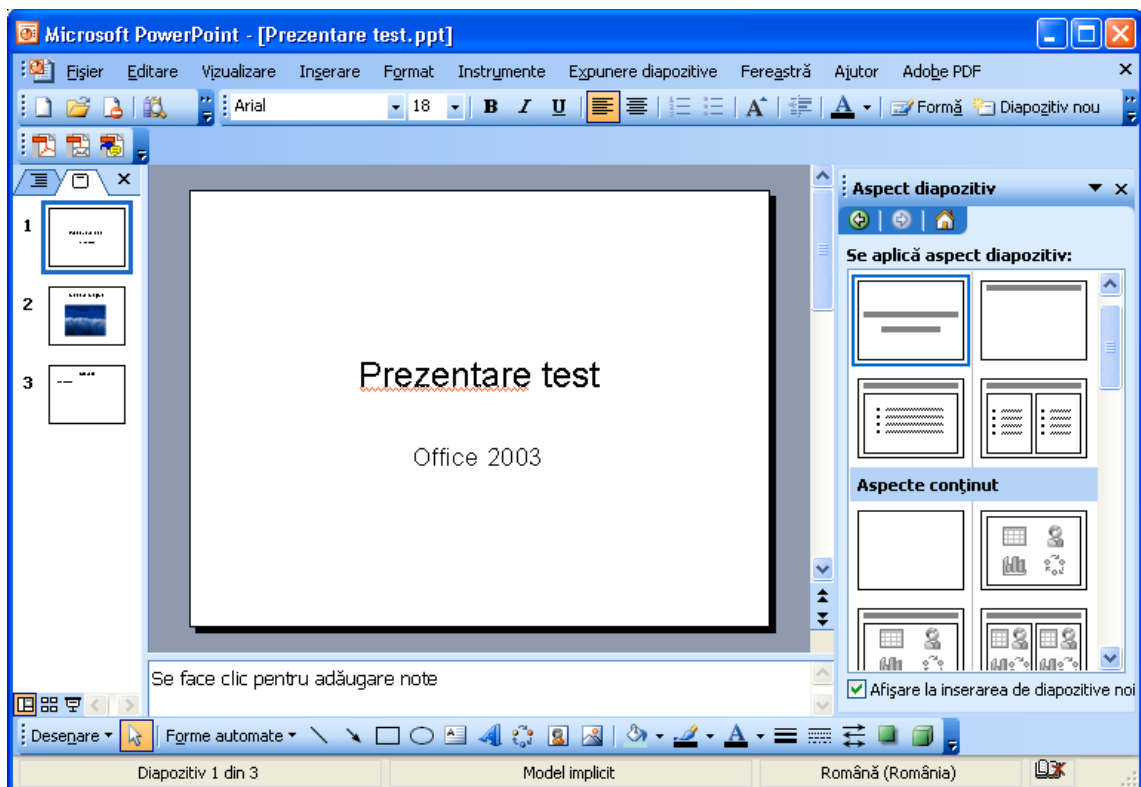 Microsoft PowerPoint - [Prezentare test.ppt]
Fişier Editare Vizualizare Inserare Format Instrumente Expunere diapozitive Fereastră Ajutor Adobe PDF
Arial 18 B I U A A Formă Diapozitiv nou
Aspect diapozitiv
Se aplică aspect diapozitiv:
1
2
3
Prezentare test
Office 2003
Aspecte conţinut
Se face clic pentru adăugare note
Afişare la inserarea de diapozitive noi
Desenare Forme automate A
Diapozitiv 1 din 3 Model implicit Română (România)